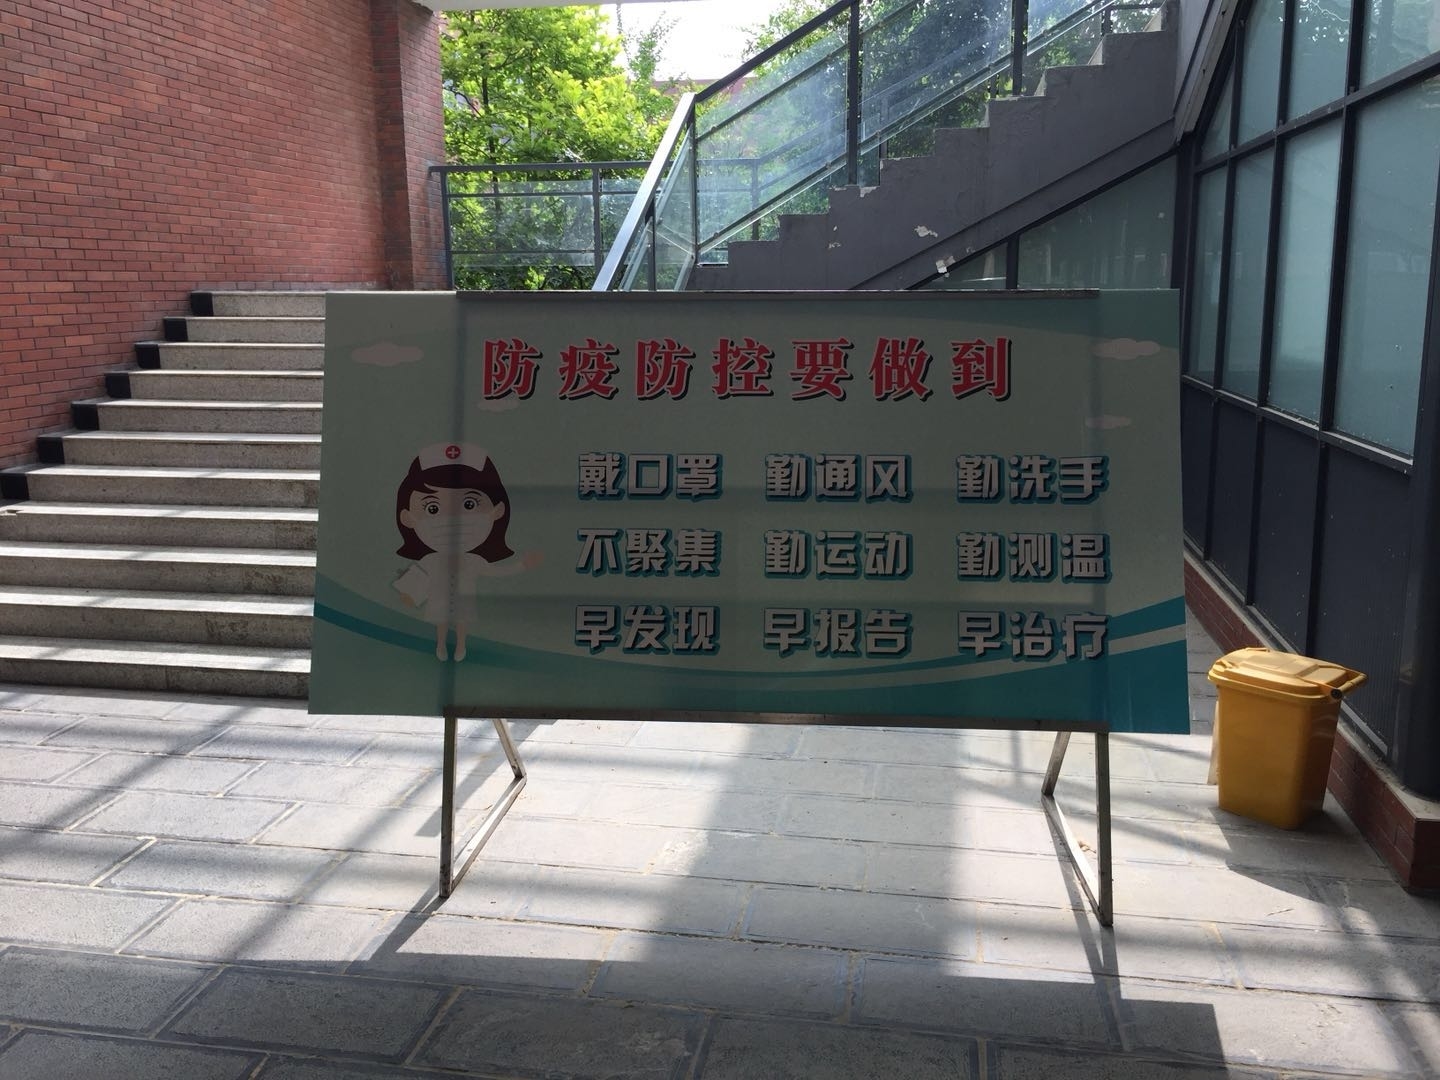 防疫防控要做到
戴口罩 勤通风 勤洗手
不聚集 勤运动 勤测温
早发现 早报告 早治疗